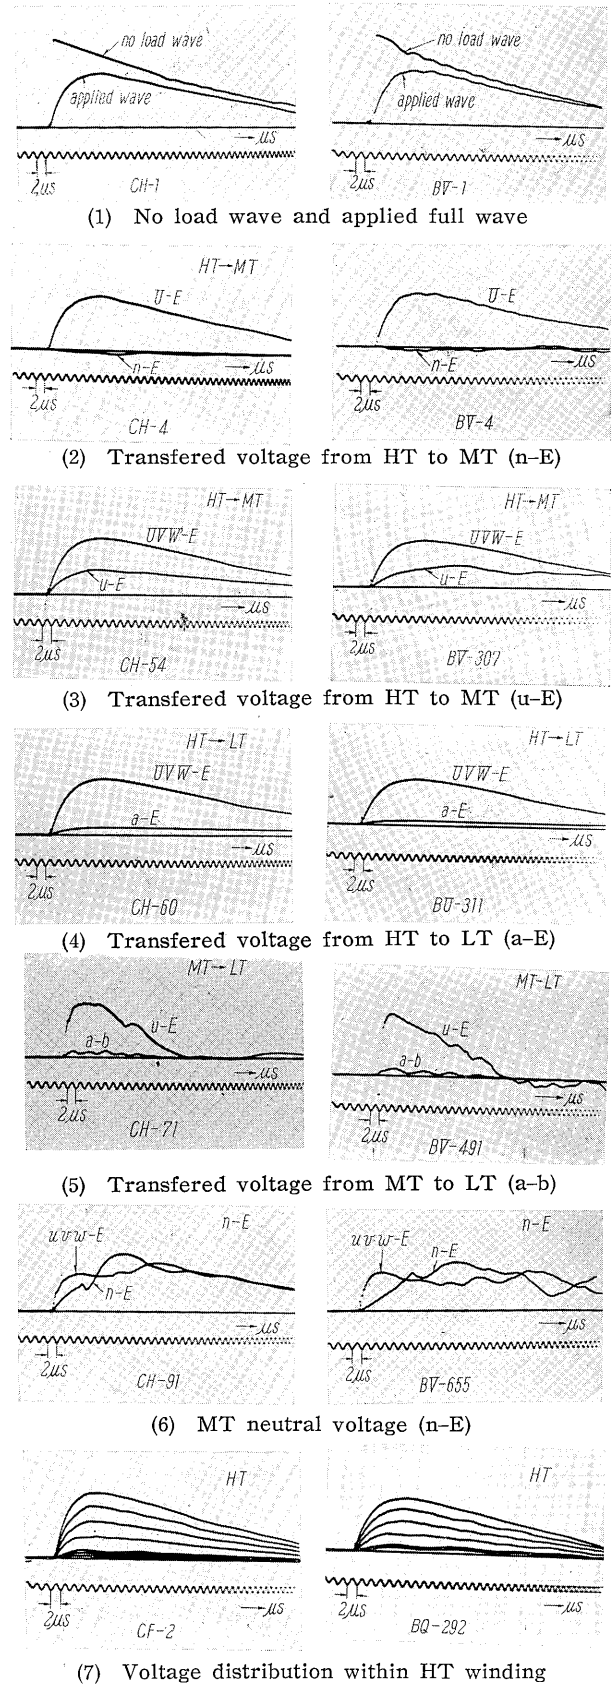 no load wave
applied wave
μs
2μs
CH-1
no load wave
applied wave
μs
2μs
BV-1
(1) No load wave and applied full wave
HT→MT
U-E
n-E
μs
2μs
CH-4
U-E
n-E
μs
2μs
BV-4
(2) Transfered voltage from HT to MT (n–E)
HT→MT
UVW-E
u-E
μs
2μs
CH-54
HT→MT
UVW-E
u-E
μs
2μs
BV-307
(3) Transfered voltage from HT to MT (u–E)
HT→LT
UVW-E
a-E
μs
2μs
CH-60
HT→LT
UVW-E
a-E
μs
2μs
BU-311
(4) Transfered voltage from HT to LT (a–E)
MT→LT
u-E
a-b
μs
2μs
CH-71
MT-LT
u-E
a-b
μs
2μs
BV-491
(5) Transfered voltage from MT to LT (a–b)
n-E
uvw-E
n-E
μs
2μs
CH-91
n-E
uvw-E
n-E
μs
2μs
BV-655
(6) MT neutral voltage (n–E)
HT
μs
2μs
CF-2
HT
μs
2μs
BQ-292
(7) Voltage distribution within HT winding